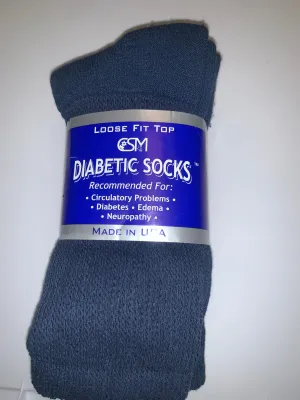 LOOSE FIT TOP
CSM
DIABETIC SOCKS™
Recommended For:
• Circulatory Problems •
• Diabetes • Edema •
• Neuropathy •
MADE IN USA